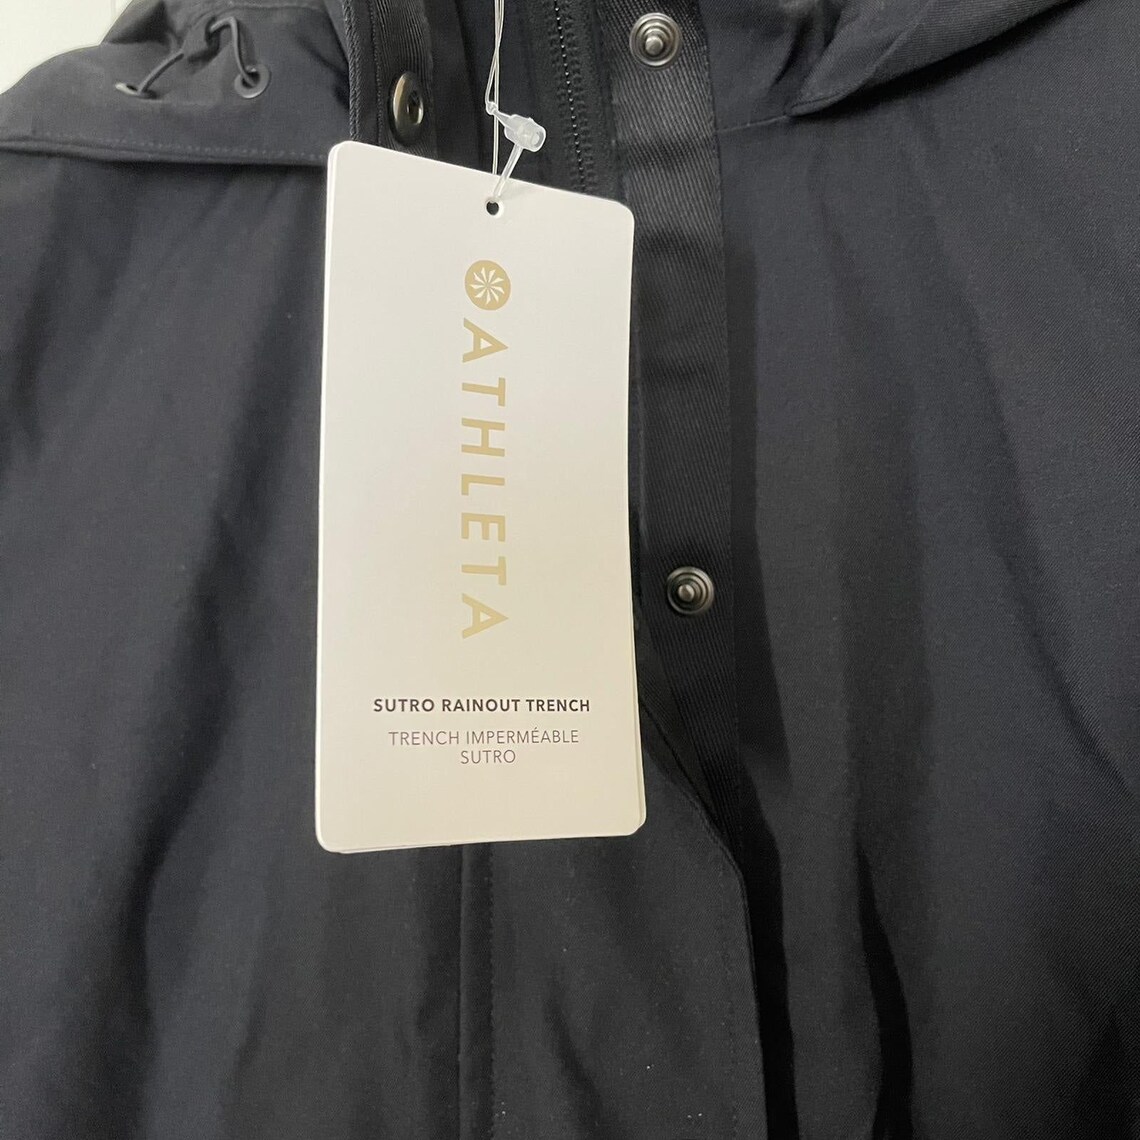 ATHLETA
SUTRO RAINOUT TRENCH
TRENCH IMPERMÉABLE
SUTRO